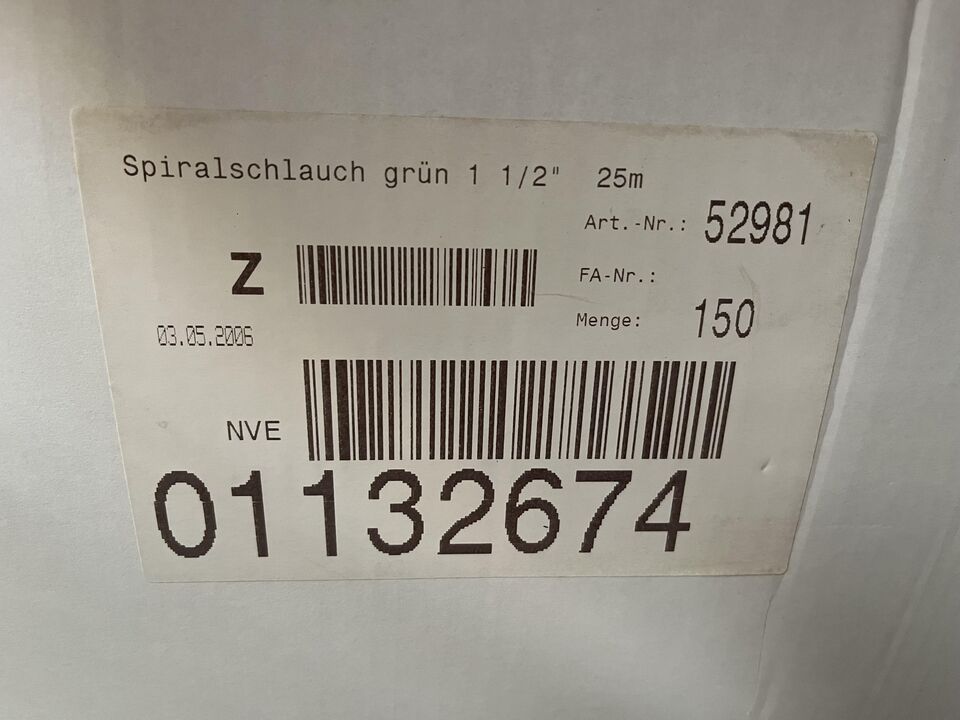 Spiralschlauch grün 1 1/2" 25m
Art.-Nr.: 52981
Z
FA-Nr.:
03.05.2006
Menge: 150
NVE
01132674